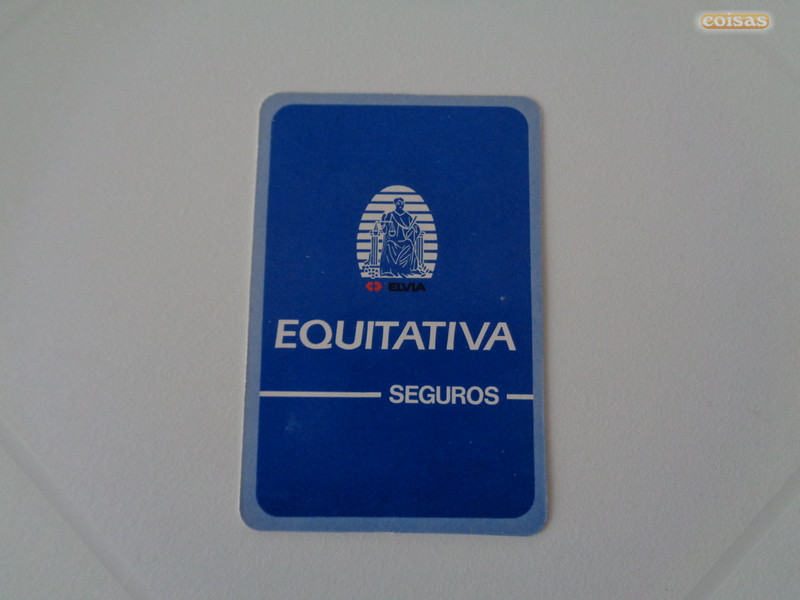 coisas
ELVIA
EQUITATIVA
SEGUROS